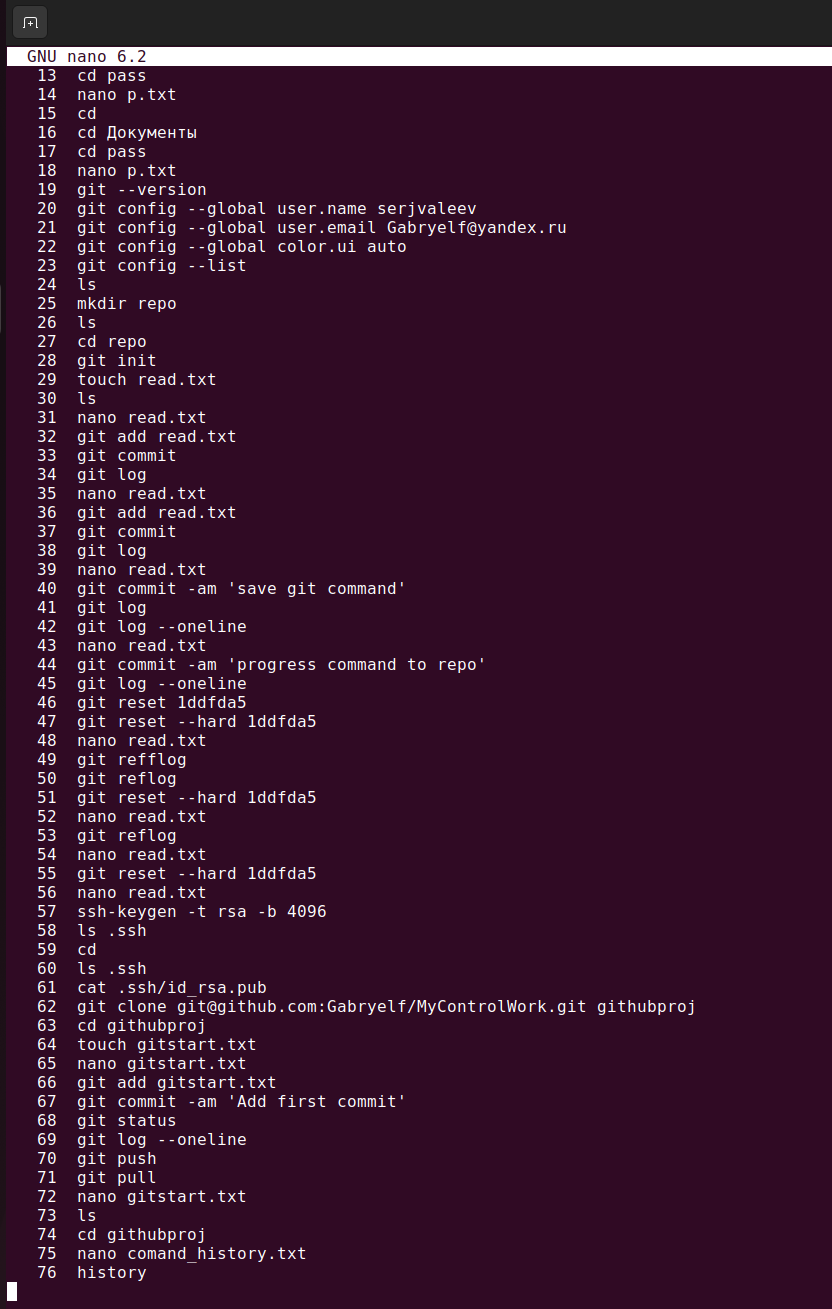 GNU nano 6.2
13 cd pass
14 nano p.txt
15 cd
16 cd Документы
17 cd pass
18 nano p.txt
19 git --version
20 git config --global user.name serjvaleev
21 git config --global user.email Gabryelf@yandex.ru
22 git config --global color.ui auto
23 git config --list
24 ls
25 mkdir repo
26 ls
27 cd repo
28 git init
29 touch read.txt
30 ls
31 nano read.txt
32 git add read.txt
33 git commit
34 git log
35 nano read.txt
36 git add read.txt
37 git commit
38 git log
39 nano read.txt
40 git commit -am 'save git command'
41 git log
42 git log --oneline
43 nano read.txt
44 git commit -am 'progress command to repo'
45 git log --oneline
46 git reset 1ddfda5
47 git reset --hard 1ddfda5
48 nano read.txt
49 git refflog
50 git reflog
51 git reset --hard 1ddfda5
52 nano read.txt
53 git reflog
54 nano read.txt
55 git reset --hard 1ddfda5
56 nano read.txt
57 ssh-keygen -t rsa -b 4096
58 ls .ssh
59 cd
60 ls .ssh
61 cat .ssh/id_rsa.pub
62 git clone git@github.com:Gabryelf/MyControlWork.git githubproj
63 cd githubproj
64 touch gitstart.txt
65 nano gitstart.txt
66 git add gitstart.txt
67 git commit -am 'Add first commit'
68 git status
69 git log --oneline
70 git push
71 git pull
72 nano gitstart.txt
73 ls
74 cd githubproj
75 nano comand_history.txt
76 history